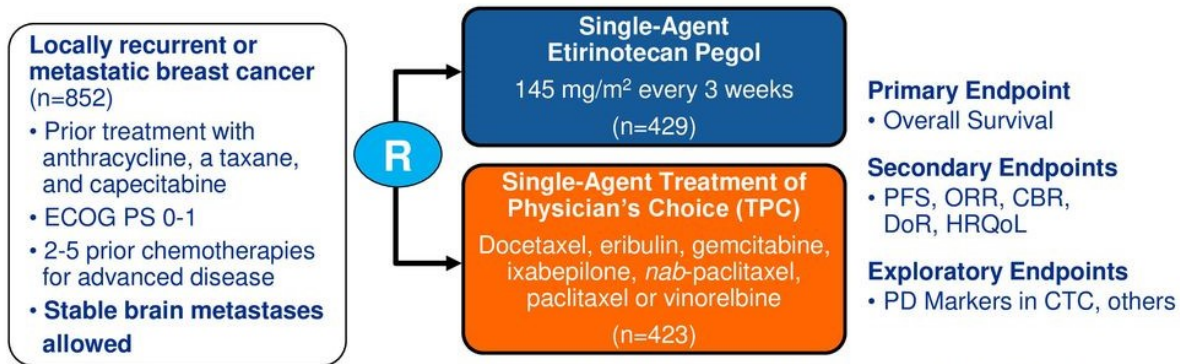 Locally recurrent or
metastatic breast cancer
(n=852)
• Prior treatment with
anthracycline, a taxane,
and capecitabine
• ECOG PS 0-1
• 2-5 prior chemotherapies
for advanced disease
• Stable brain metastases
allowed
R
Single-Agent
Etirinotecan Pegol
145 mg/m² every 3 weeks
(n=429)
Single-Agent Treatment of
Physician's Choice (TPC)
Docetaxel, eribulin, gemcitabine,
ixabepilone, nab-paclitaxel,
paclitaxel or vinorelbine
(n=423)
Primary Endpoint
• Overall Survival
Secondary Endpoints
• PFS, ORR, CBR,
DoR, HRQoL
Exploratory Endpoints
• PD Markers in CTC, others